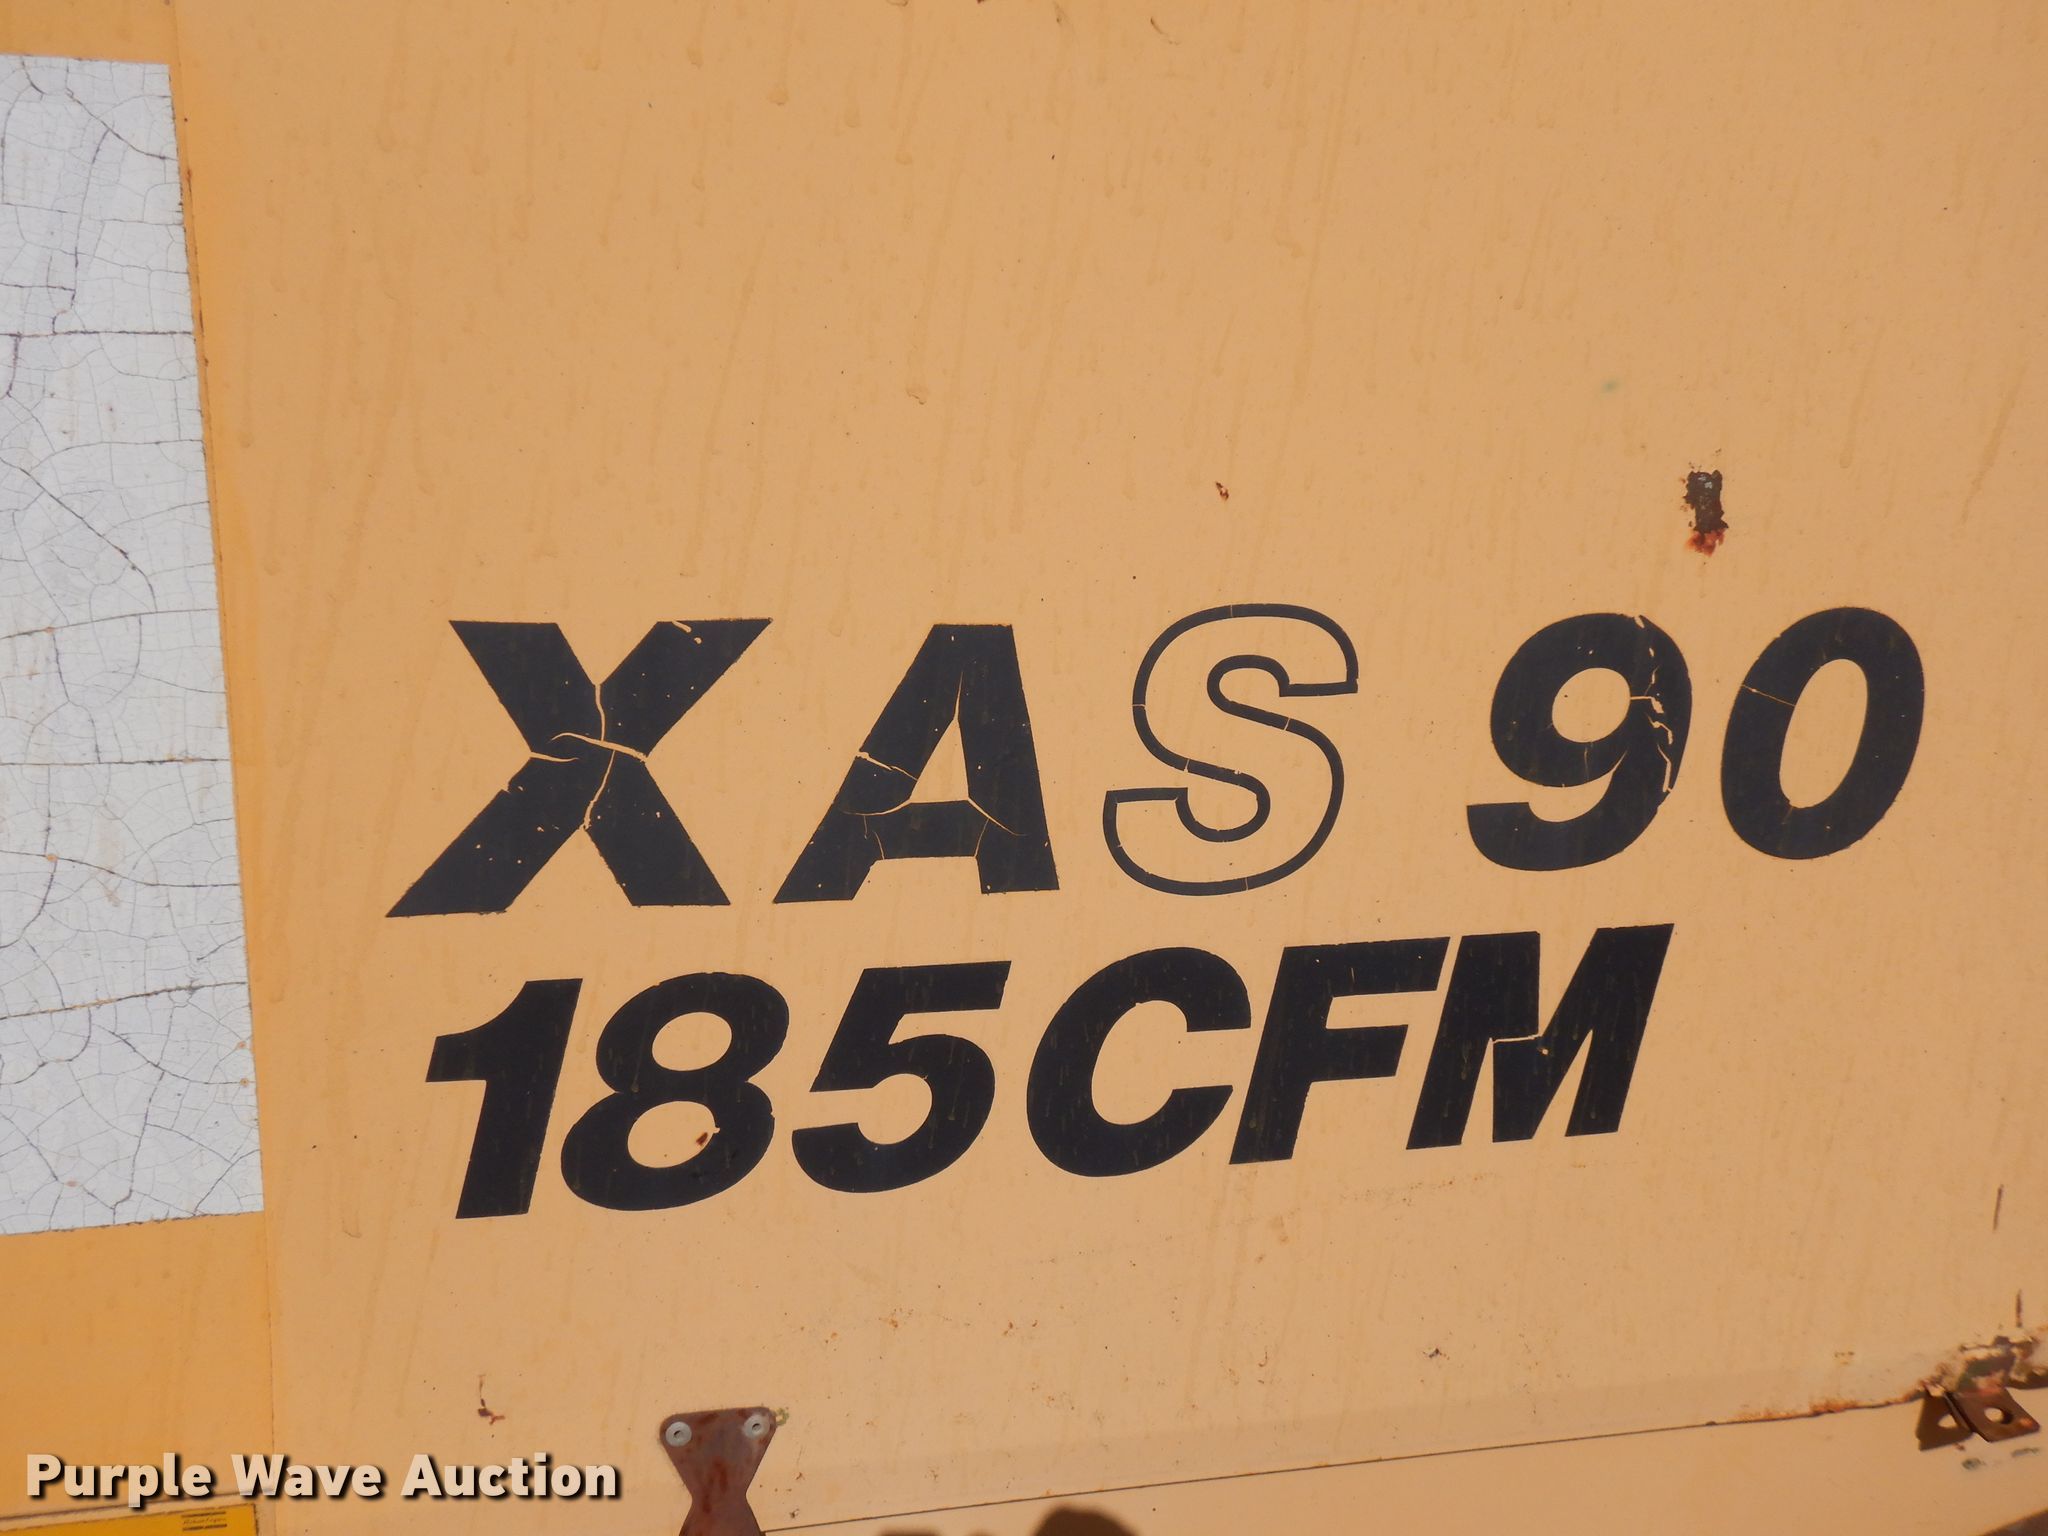 XAS 90
185CFM
Purple Wave Auction